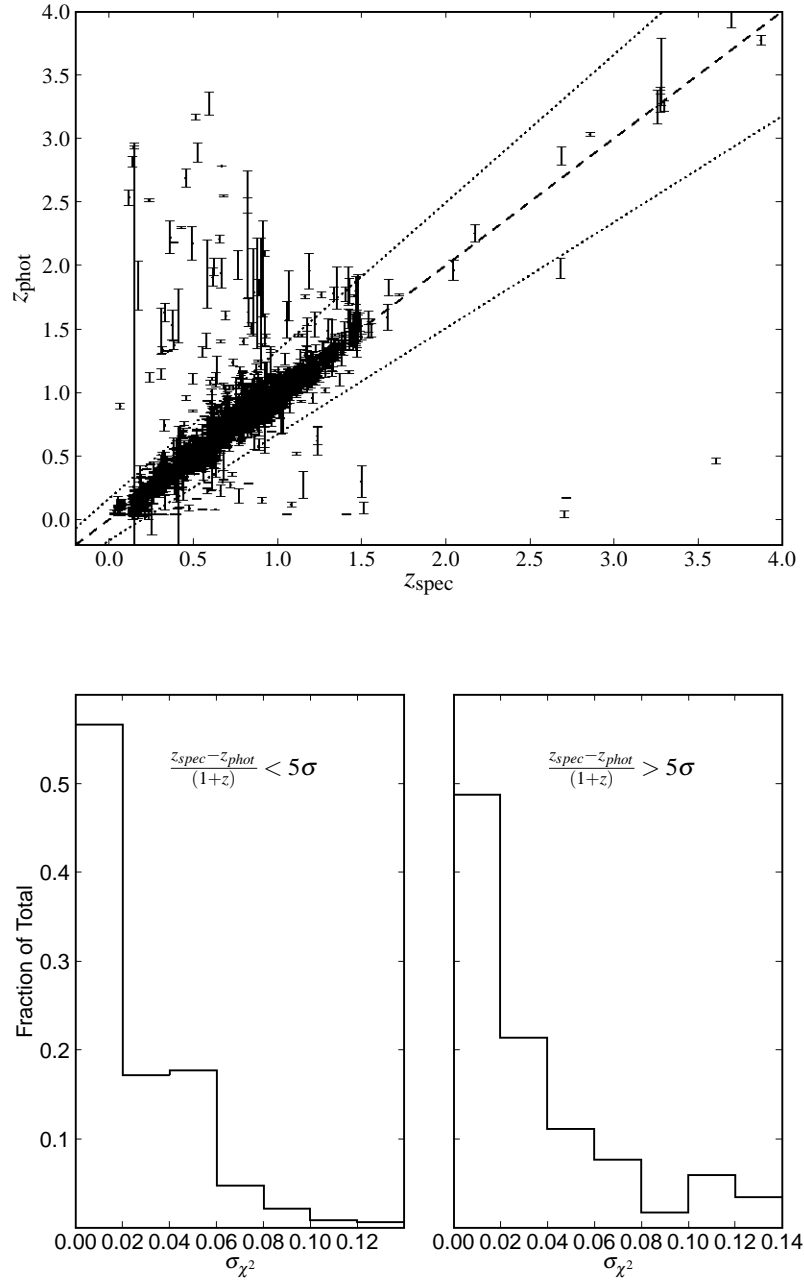 4.0
3.5
3.0
2.5
2.0
1.5
1.0
0.5
0.0
z_phot
0.0 0.5 1.0 1.5 2.0 2.5 3.0 3.5 4.0
z_spec
0.5
0.4
0.3
0.2
0.1
Fraction of Total
(z_spec−z_phot)/(1+z) < 5σ
0.00 0.02 0.04 0.06 0.08 0.10 0.12 0.14
σ_χ²
(z_spec−z_phot)/(1+z) > 5σ
0.00 0.02 0.04 0.06 0.08 0.10 0.12 0.14
σ_χ²